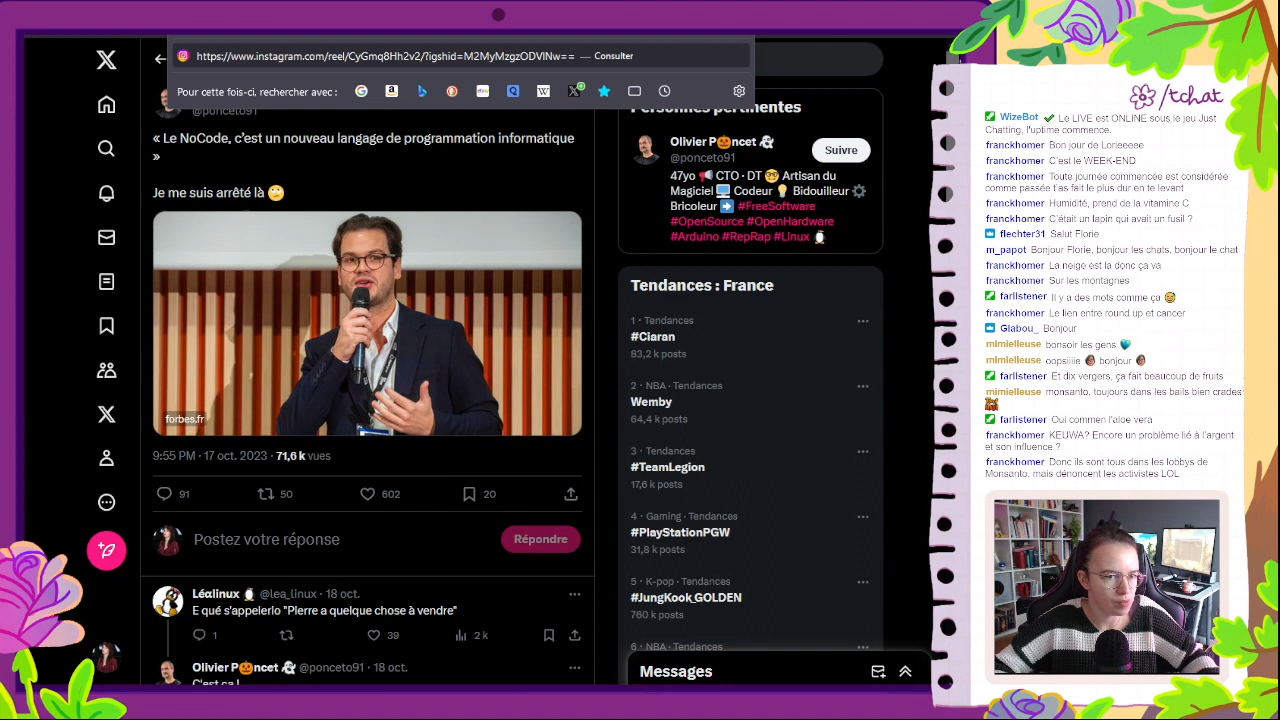 https://www.instagram.com/reel/CyGmq8Hh2v2/?igshid=M2MyMzgzODVlNw== — Consulter
Pour cette fois-ci, rechercher avec :
@ponceto91
« Le NoCode, c'est un nouveau langage de programmation informatique
»
Je me suis arrêté là 🙄
forbes.fr
9:55 PM · 17 oct. 2023 · 71,6 k vues
91
50
602
20
Postez votre réponse
Répondre
Léxlinux 🐧 @lea_linux · 18 oct.
E qué s'appelerlo "Pierre a quelque chose à vendre"
1
39
2 k
Olivier P🎃ncet 👻 @ponceto91 · 18 oct.
C'est ça !
Personnes pertinentes
Olivier P🎃ncet 👻
@ponceto91
Suivre
47yo 📢 CTO · DT 🤓 Artisan du
Magiciel 💻 Codeur 💡 Bidouilleur ⚙️
Bricoleur ➡️ #FreeSoftware
#OpenSource #OpenHardware
#Arduino #RepRap #Linux 🐧
Tendances : France
1 · Tendances
#Ciaran
83,2 k posts
2 · NBA · Tendances
Wemby
64,4 k posts
3 · Tendances
#TeamLegion
17,6 k posts
4 · Gaming · Tendances
#PlayStationPGW
31,8 k posts
5 · K-pop · Tendances
#JungKook_GOLDEN
760 k posts
6 · NBA · Tendances
Messages
/tchat
WizeBot ✔ Le LIVE est ONLINE sous le jeu Just
Chatting, l'uptime commence.
franckhomer Bon jour de Lorieeeee
franckhomer C'est le WEEK-END
franckhomer Toute journée commencée est considérée
comme passée t'as fait le plus dur en te levant
franckhomer Humidité, prend de la vitamine C
franckhomer C'était un lapin qui avait un fusil ?
flechter31 Salut Florie
m_papot Bonjour Florie, bonjour les chats, bonjour le chat
franckhomer La neige est la donc ça va
franckhomer Sur les montagnes
farlistener Il y a des mots comme ça 😅
franckhomer Le lien entre round up et cancer
Glabou_ Bonjour
mimielleuse bonsoir les gens
mimielleuse oopsiiiie bonjour
farlistener Et dix vergers, ça fait beaucoup de fruits
mimielleuse monsanto, toujours dans les bails bien crades
farlistener Oui comment l'aloe vera
franckhomer KEUWA? Encore un problème lié à l'argent
et son influence ?
franckhomer Donc ils sont tous dans les lobbys de
Monsanto, mais dénoncent les activistes LOL